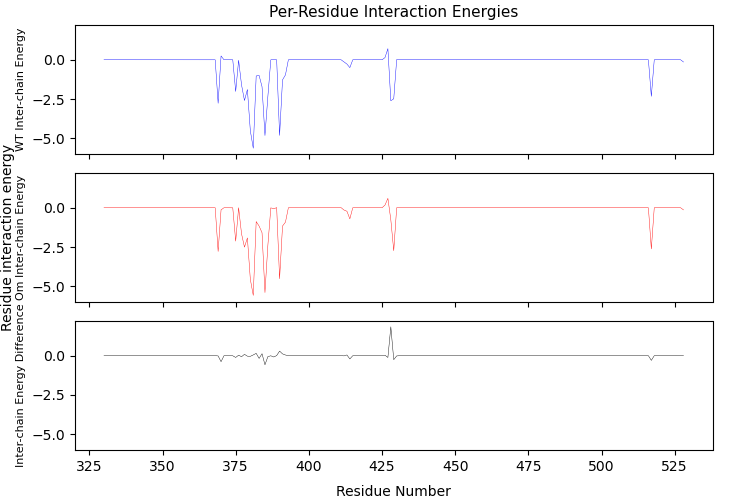 Per-Residue Interaction Energies
Residue interaction energy
WT Inter-chain Energy
0.0
−2.5
−5.0
Om Inter-chain Energy
0.0
−2.5
−5.0
Inter-chain Energy Difference
0.0
−2.5
−5.0
325 350 375 400 425 450 475 500 525
Residue Number